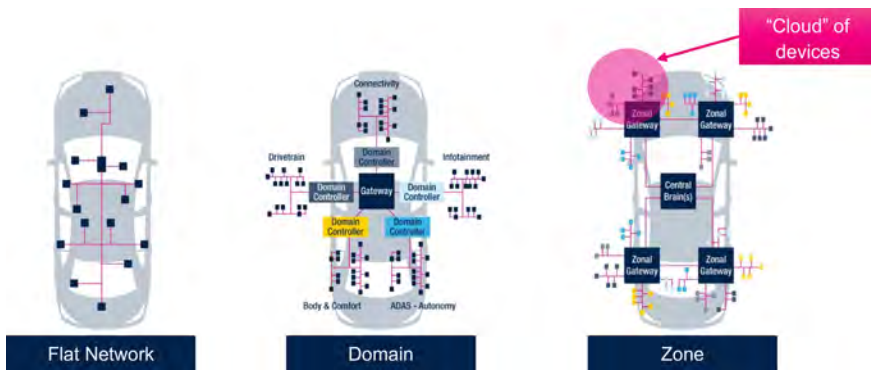 "Cloud" of
devices
Connectivity
Domain
Controller
Drivetrain
Infotainment
Domain
Controller
Gateway
Domain
Controller
Domain
Controller
Domain
Controller
Body & Comfort
ADAS - Autonomy
Zonal
Gateway
Zonal
Gateway
Central
Brain(s)
Zonal
Gateway
Zonal
Gateway
Flat Network
Domain
Zone